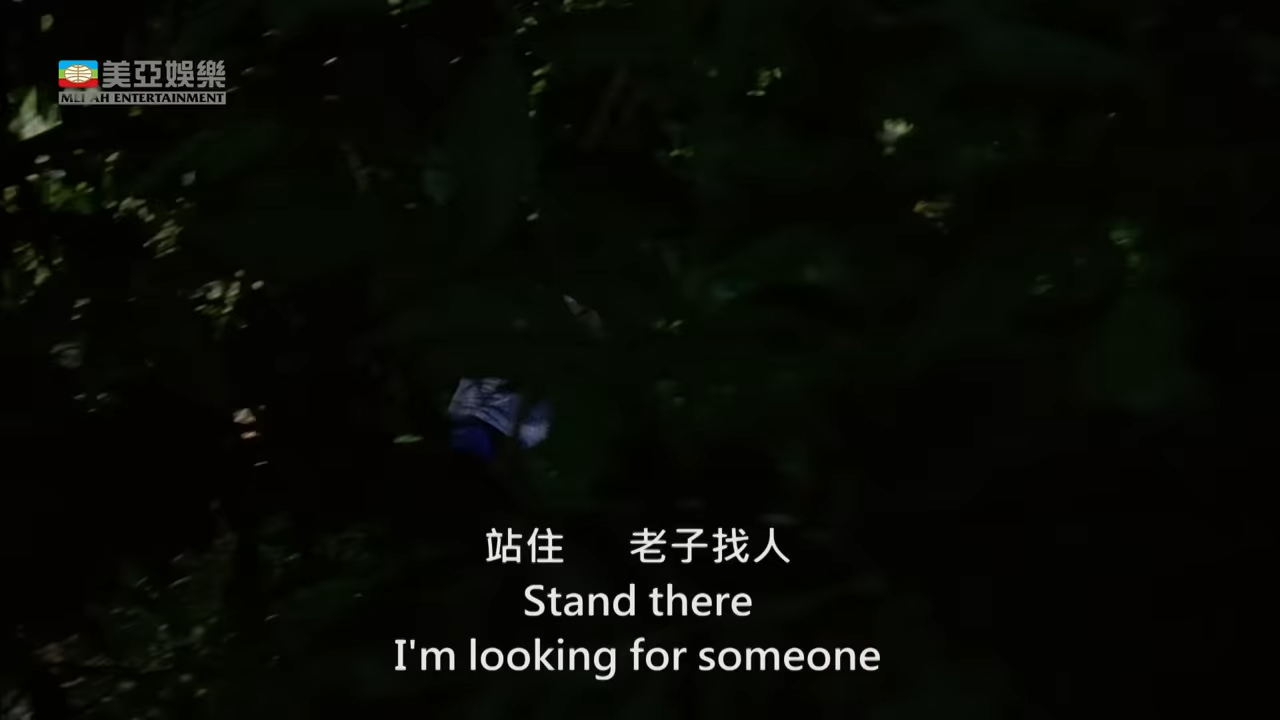 美亞娛樂
MEI AH ENTERTAINMENT
站住 老子找人
Stand there
I'm looking for someone